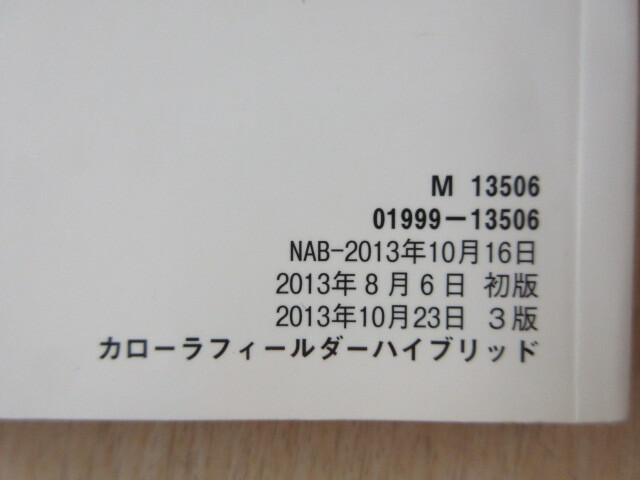 M 13506
01999－13506
NAB-2013年10月16日
2013年 8 月 6 日 初版
2013年10月23日 3 版
カローラフィールダーハイブリッド